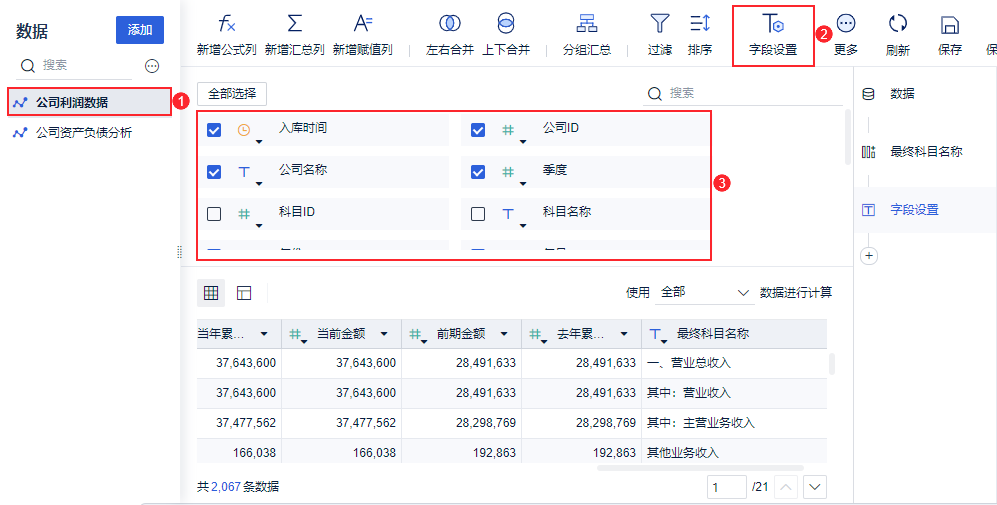 数据
添加
搜索
公司利润数据
1
公司资产负债分析
新增公式列
新增汇总列
新增赋值列
左右合并
上下合并
分组汇总
过滤
排序
字段设置
2
更多
刷新
保存
全部选择
搜索
入库时间
公司ID
公司名称
季度
科目ID
科目名称
3
数据
最终科目名称
字段设置
使用 全部 数据进行计算
当年累... 当前金额 前期金额 去年累... 最终科目名称
37,643,600 37,643,600 28,491,633 28,491,633 一、营业总收入
37,643,600 37,643,600 28,491,633 28,491,633 其中：营业收入
37,477,562 37,477,562 28,298,769 28,298,769 其中：主营业务收入
166,038 166,038 192,863 192,863 其他业务收入
共 2,067 条数据
1 /21